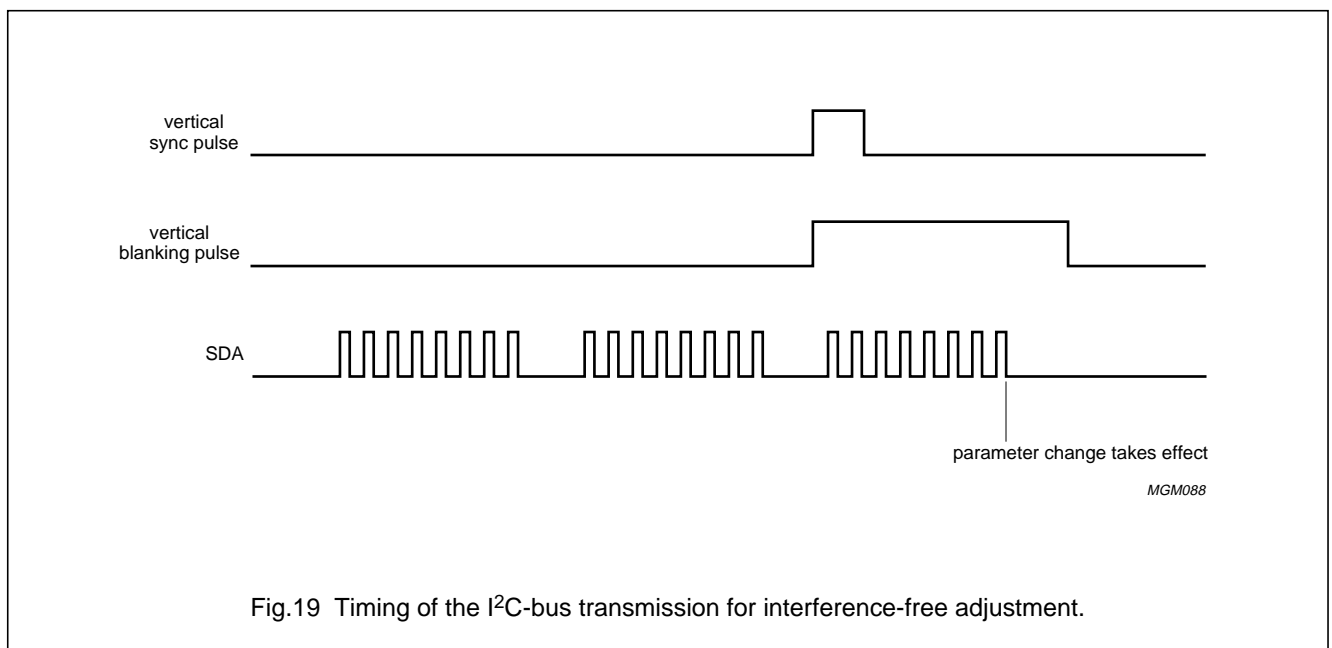 vertical
sync pulse
vertical
blanking pulse
SDA
parameter change takes effect
MGM088
Fig.19 Timing of the I²C-bus transmission for interference-free adjustment.